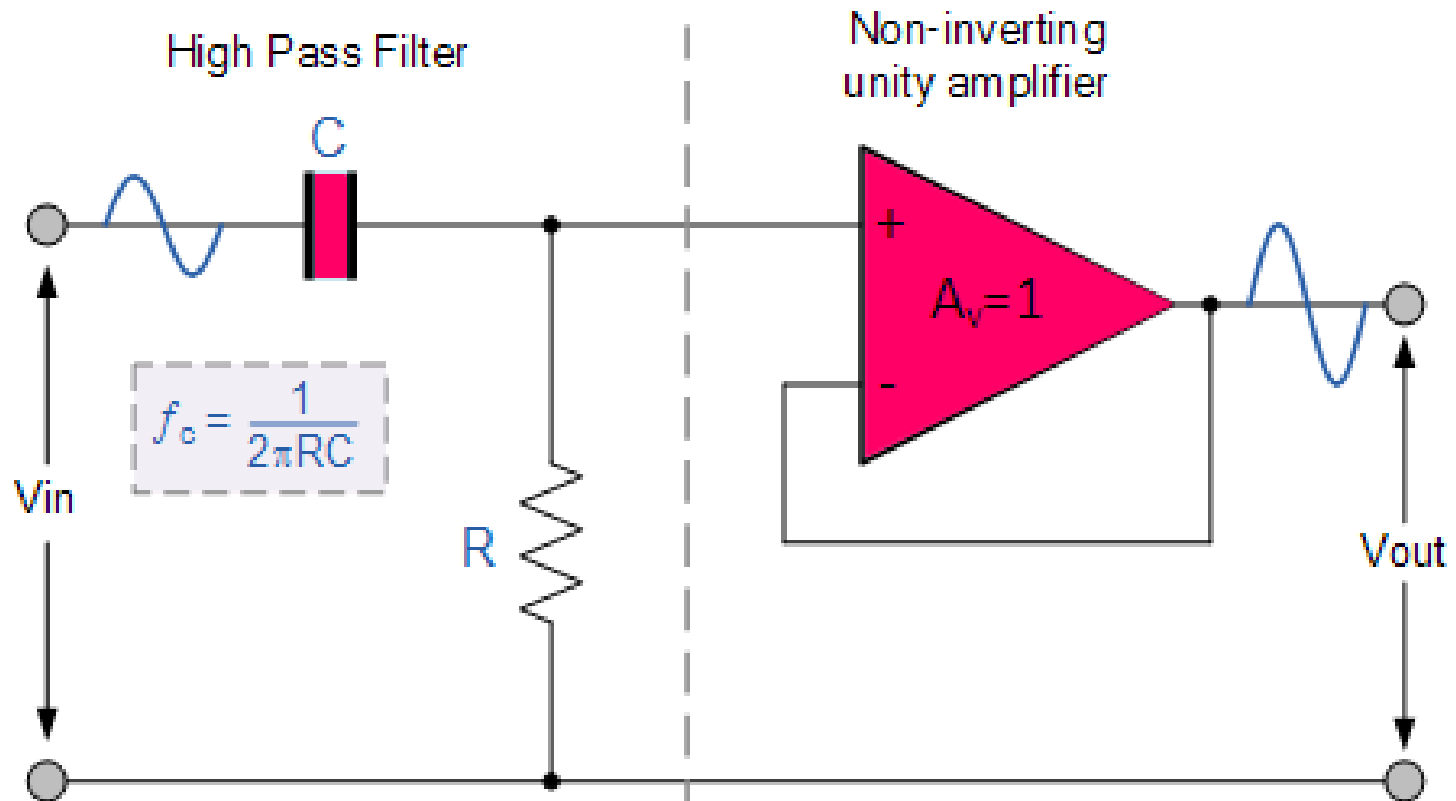 High Pass Filter
Non-inverting
unity amplifier
C
+
Av=1
-
fc = 1
2πRC
Vin
R
Vout